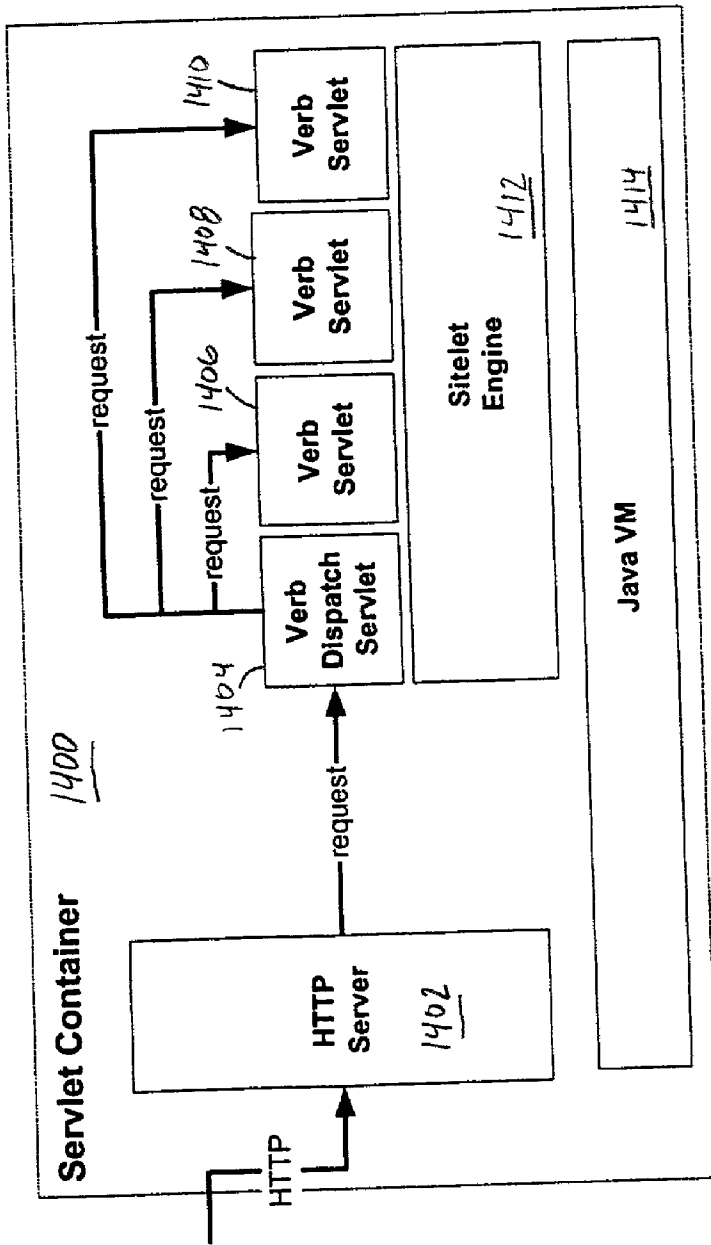 Servlet Container
1400
HTTP
HTTP
Server
1402
request
1404
Verb
Dispatch
Servlet
request
1406
Verb
Servlet
request
1408
Verb
Servlet
request
1410
Verb
Servlet
Sitelet
Engine
1412
Java VM
1414